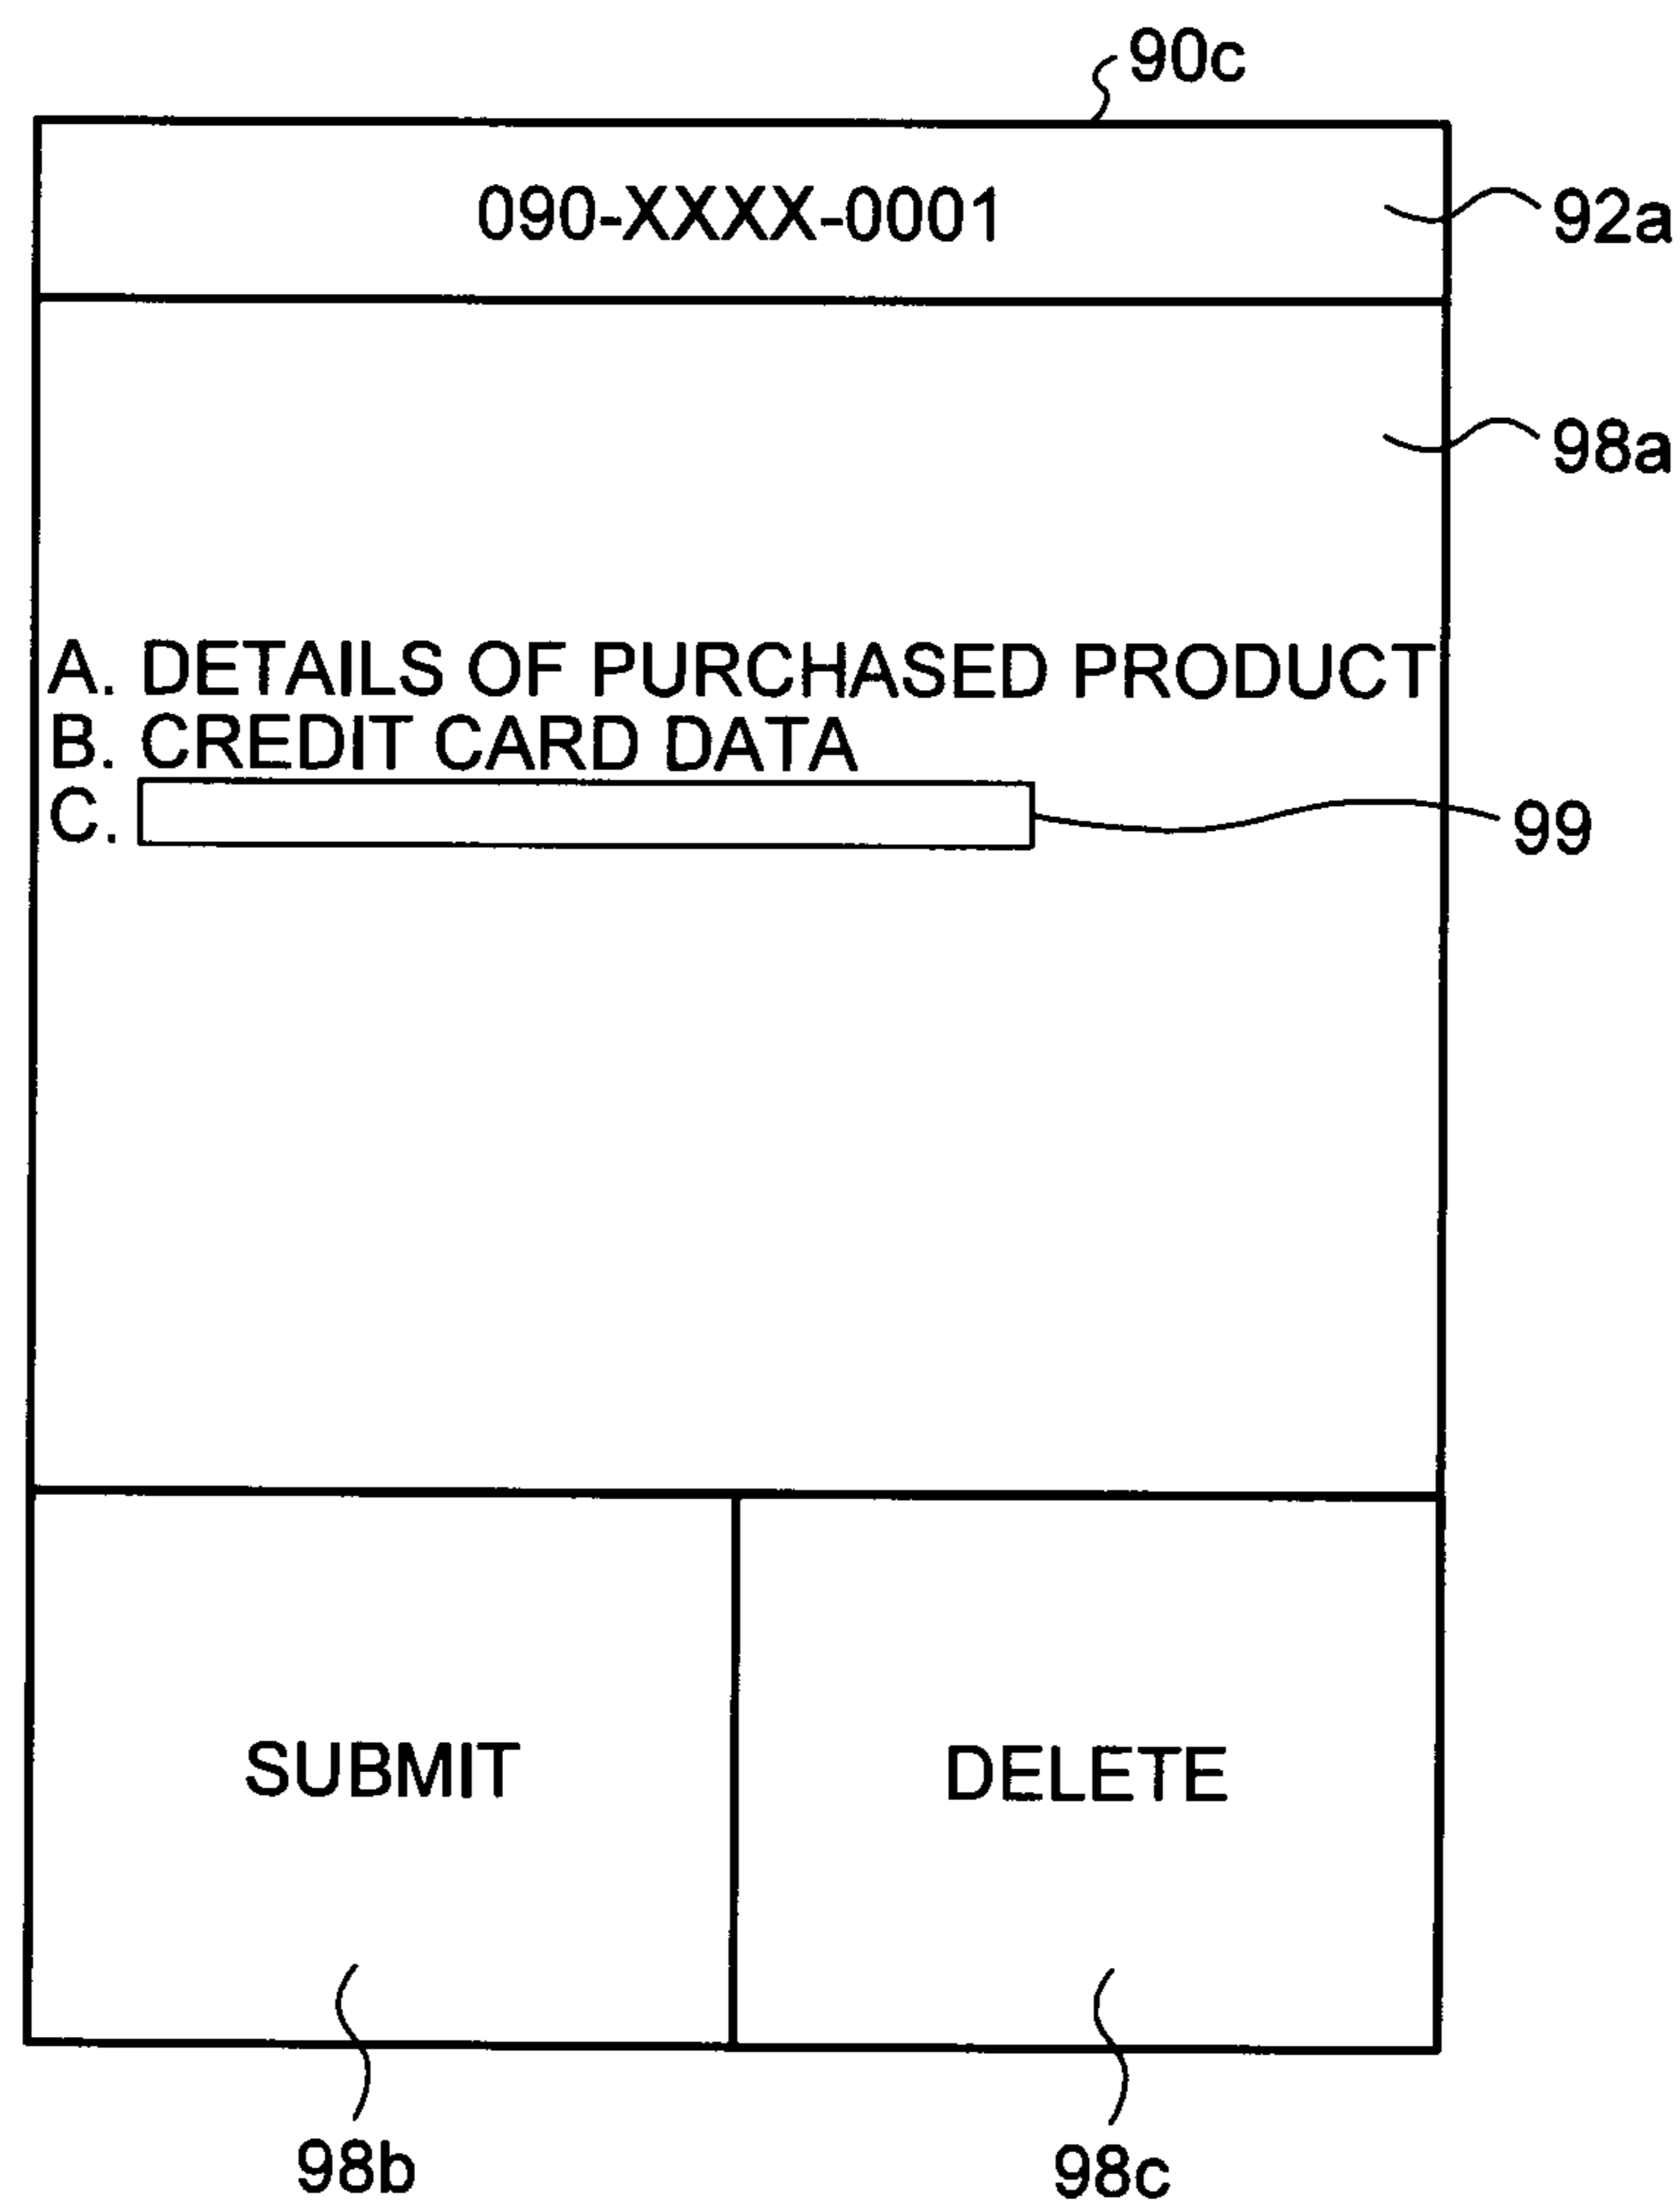 90c
090-XXXX-0001
92a
98a
A. DETAILS OF PURCHASED PRODUCT
B. CREDIT CARD DATA
C.
99
SUBMIT
DELETE
98b
98c